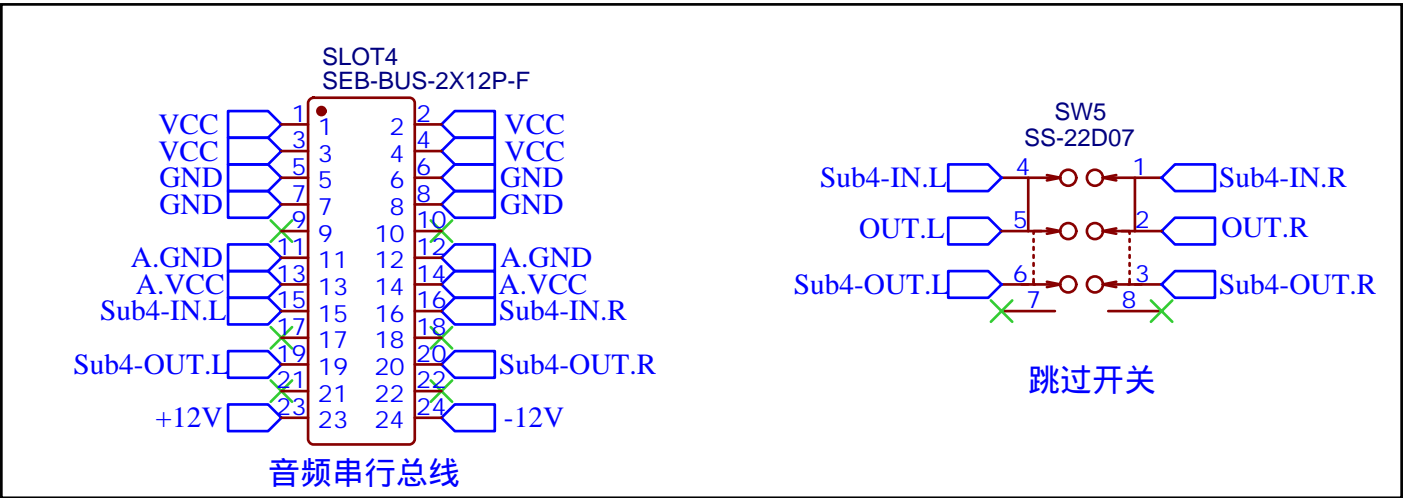 SLOT4
SEB-BUS-2X12P-F
VCC 1 1 2 2 VCC
VCC 3 3 4 4 VCC
GND 5 5 6 6 GND
GND 7 7 8 8 GND
9 9 10 10
A.GND 11 11 12 12 A.GND
A.VCC 13 13 14 14 A.VCC
Sub4-IN.L 15 15 16 16 Sub4-IN.R
17 17 18 18
Sub4-OUT.L 19 19 20 20 Sub4-OUT.R
21 21 22 22
+12V 23 23 24 24 -12V
音频串行总线
SW5
SS-22D07
Sub4-IN.L 4 1 Sub4-IN.R
OUT.L 5 2 OUT.R
Sub4-OUT.L 6 3 Sub4-OUT.R
7 8
跳过开关